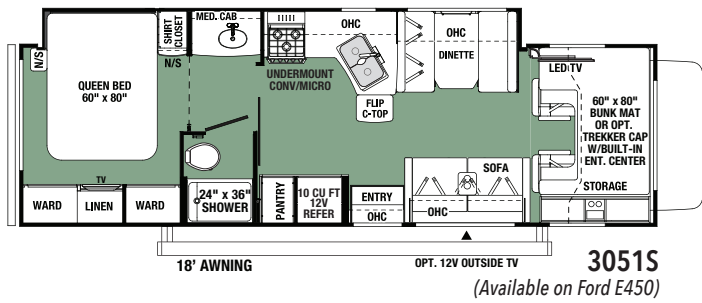 N/S
QUEEN BED
60" x 80"
SHIRT
CLOSET
N/S
MED. CAB
OHC
UNDERMOUNT
CONV/MICRO
FLIP
C-TOP
OHC
DINETTE
LED TV
60" x 80"
BUNK MAT
OR OPT.
TREKKER CAP
W/BUILT-IN
ENT. CENTER
STORAGE
TV
WARD
LINEN
WARD
24" x 36"
SHOWER
PANTRY
10 CU FT
12V
REFER
ENTRY
OHC
SOFA
OHC
18' AWNING
OPT. 12V OUTSIDE TV
3051S
(Available on Ford E450)